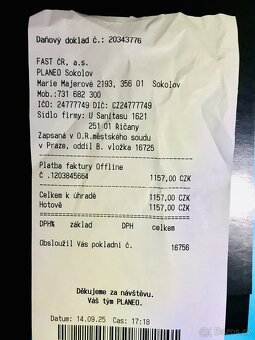 Daňový doklad č.: 20343776
FAST ČR, a.s.
PLANEO Sokolov
Marie Majerové 2193, 356 01 Sokolov
Mob.:731 682 300
IČO: 24777749 DIČ: CZ24777749
Sídlo firmy: U Sanitasu 1621
251 01 Říčany
Zapsaná v O.R.městského soudu
v Praze, oddíl B. vložka 16725
Platba faktury Offline
Č .1203845664 1157,00 CZK
Celkem k úhradě 1157,00 CZK
Hotově 1157,00 CZK
DPH% základ DPH celkem
Obsloužil Vás pokladní č. 16756
Děkujeme za návštěvu.
Váš tým PLANEO.
Datum: 14.09.25 Čas: 17:18